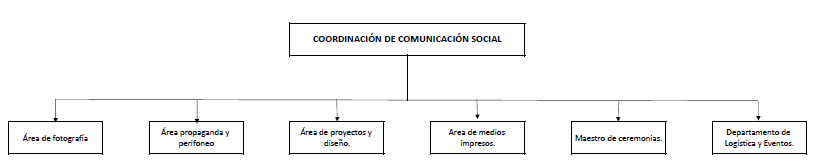 COORDINACIÓN DE COMUNICACIÓN SOCIAL
Área de fotografía
Área propaganda y
perifoneo
Área de proyectos y
diseño.
Area de medios
impresos.
Maestro de ceremonias.
Departamento de
Logística y Eventos.